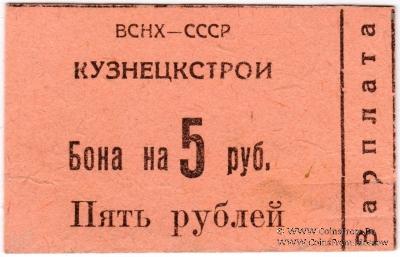 ВСНХ—СССР
КУЗНЕЦКСТРОИ
Бона на 5 руб.
Пять рублей
Зарплата